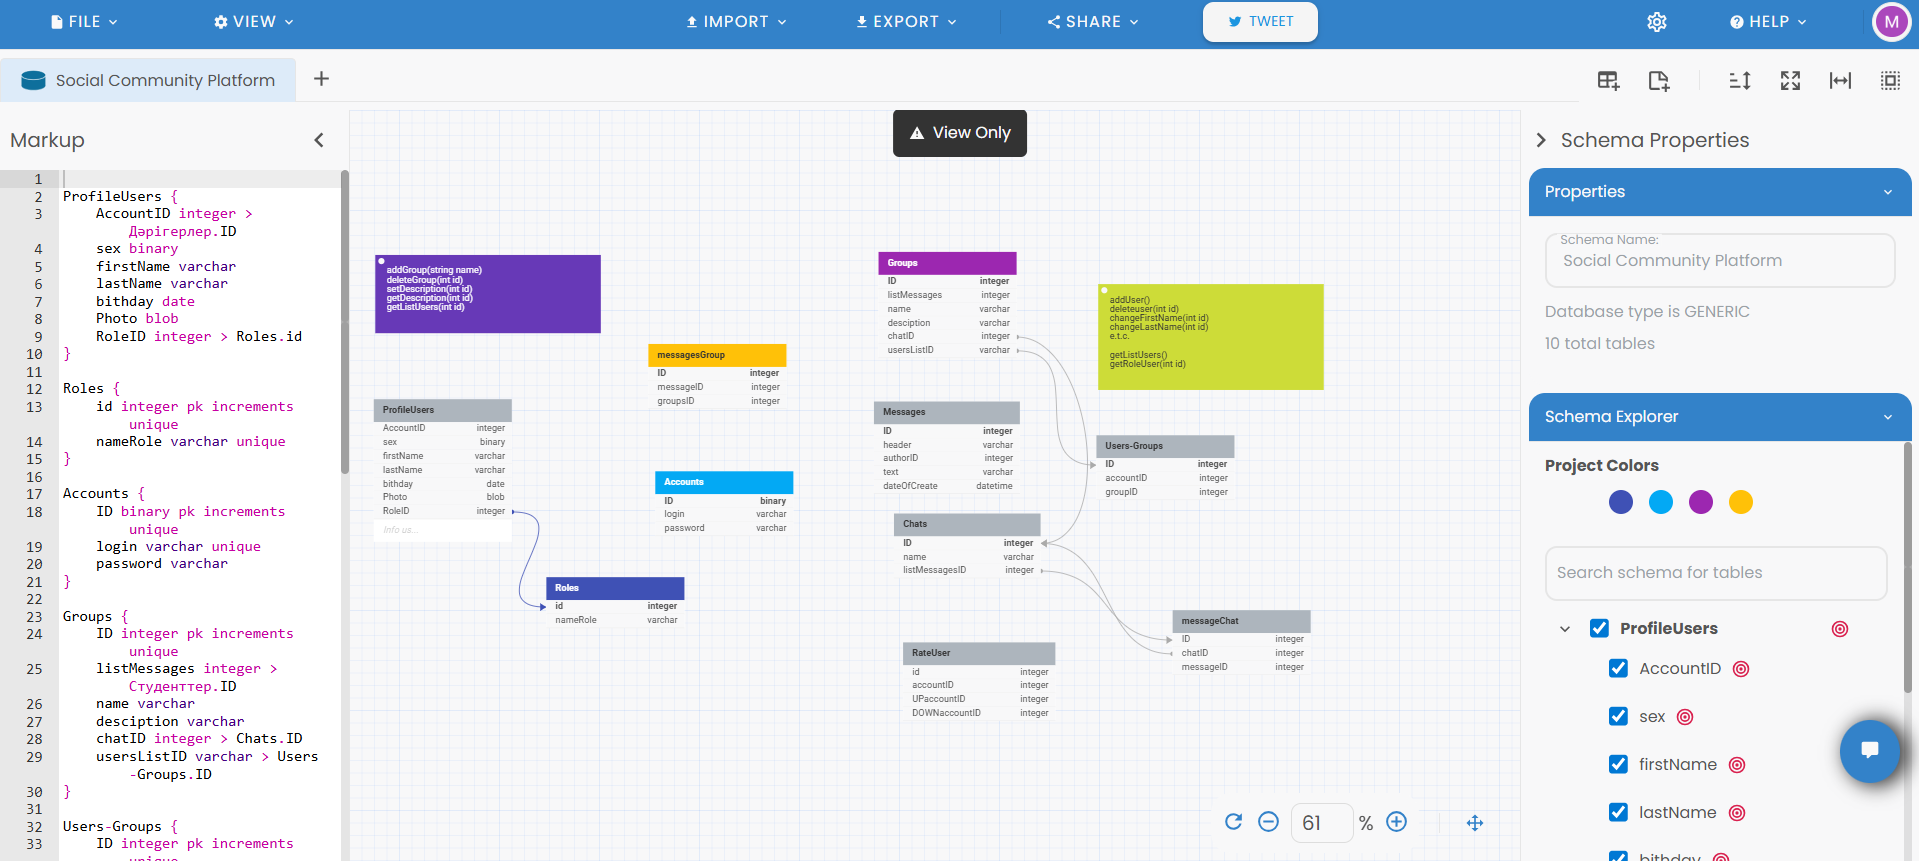 FILE
VIEW
IMPORT
EXPORT
SHARE
TWEET
HELP
M
Social Community Platform
Markup
1
2 ProfileUsers {
3 AccountID integer >
Дәрігерлер.ID
4 sex binary
5 firstName varchar
6 lastName varchar
7 bithday date
8 Photo blob
9 RoleID integer > Roles.id
10 }
11
12 Roles {
13 id integer pk increments
unique
14 nameRole varchar unique
15 }
16
17 Accounts {
18 ID binary pk increments
unique
19 login varchar unique
20 password varchar
21 }
22
23 Groups {
24 ID integer pk increments
unique
25 listMessages integer >
Студенттер.ID
26 name varchar
27 desciption varchar
28 chatID integer > Chats.ID
29 usersListID varchar > Users
-Groups.ID
30 }
31
32 Users-Groups {
33 ID integer pk increments
unique
View Only
addGroup(string name)
deleteGroup(int id)
setDescription(int id)
getDescription(int id)
getListUsers(int id)
messagesGroup
ID integer
messageID integer
groupsID integer
ProfileUsers
AccountID integer
sex binary
firstName varchar
lastName varchar
bithday date
Photo blob
RoleID integer
Info us...
Accounts
ID binary
login varchar
password varchar
Roles
id integer
nameRole varchar
Groups
ID integer
listMessages integer
name varchar
desciption varchar
chatID integer
usersListID varchar
addUser()
deleteuser(int id)
changeFirstName(int id)
changeLastName(int id)
e.t.c.
getListUsers()
getRoleUser(int id)
Messages
ID integer
header varchar
authorID integer
text varchar
dateOfCreate datetime
Users-Groups
ID integer
accountID integer
groupID integer
Chats
ID integer
name varchar
listMessagesID integer
messageChat
ID integer
chatID integer
messageID integer
RateUser
id integer
accountID integer
UPaccountID integer
DOWNaccountID integer
61 %
Schema Properties
Properties
Schema Name:
Social Community Platform
Database type is GENERIC
10 total tables
Schema Explorer
Project Colors
Search schema for tables
ProfileUsers
AccountID
sex
firstName
lastName
bithday